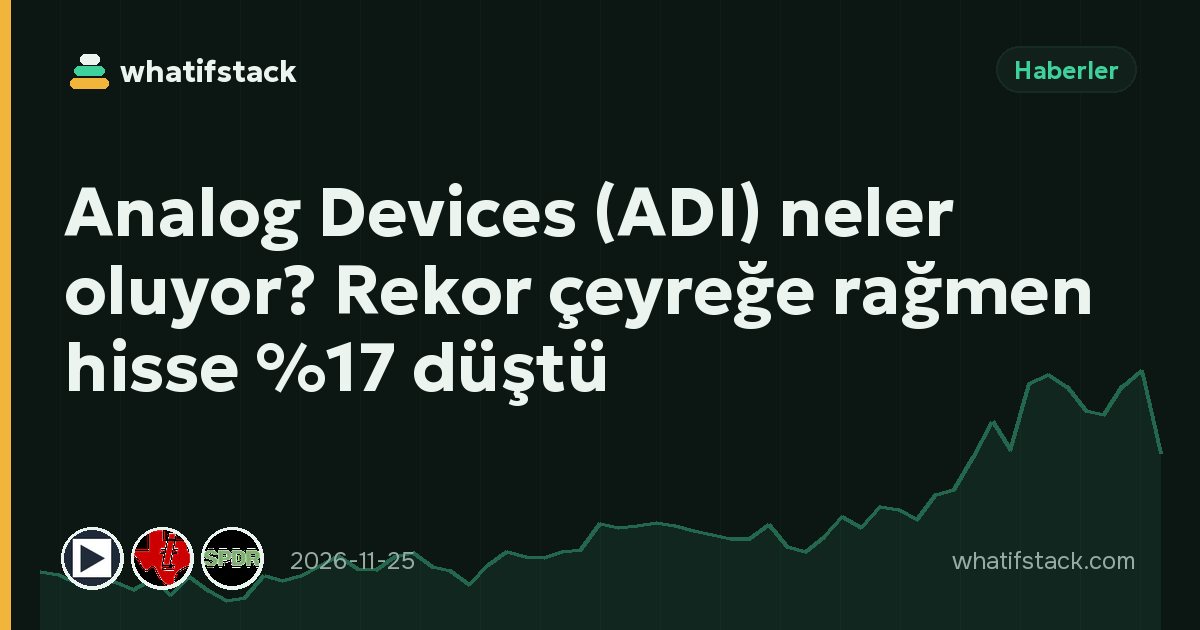 whatifstack
Haberler
Analog Devices (ADI) neler
oluyor? Rekor çeyreğe rağmen
hisse %17 düştü
SPDR
2026-11-25
whatifstack.com